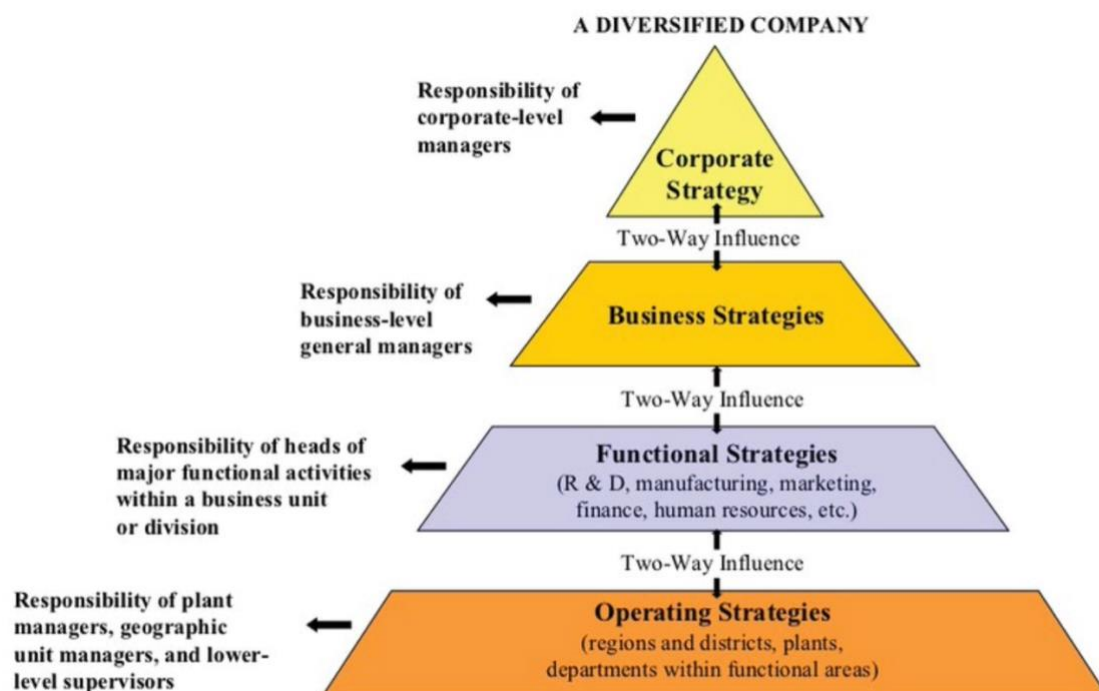 A DIVERSIFIED COMPANY
Responsibility of
corporate-level
managers
Corporate
Strategy
Two-Way Influence
Responsibility of
business-level
general managers
Business Strategies
Two-Way Influence
Responsibility of heads of
major functional activities
within a business unit
or division
Functional Strategies
(R & D, manufacturing, marketing,
finance, human resources, etc.)
Two-Way Influence
Responsibility of plant
managers, geographic
unit managers, and lower-
level supervisors
Operating Strategies
(regions and districts, plants,
departments within functional areas)